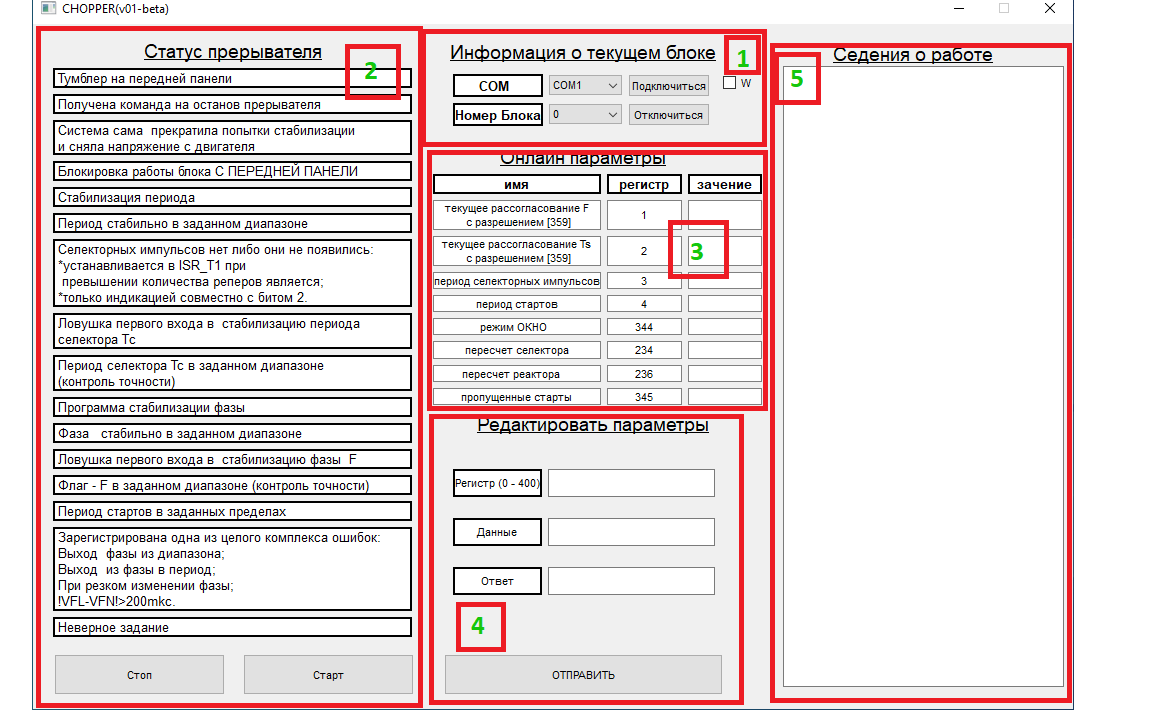 CHOPPER(v01-beta)
Статус прерывателя
2
Тумблер на передней панели
Получена команда на останов прерывателя
Система сама прекратила попытки стабилизации
и сняла напряжение с двигателя
Блокировка работы блока С ПЕРЕДНЕЙ ПАНЕЛИ
Стабилизация периода
Период стабильно в заданном диапазоне
Селекторных импульсов нет либо они не появились:
*устанавливается в ISR_T1 при
превышении количества реперов является;
*только индикацией совместно с битом 2.
Ловушка первого входа в стабилизацию периода
селектора Тс
Период селектора Тс в заданном диапазоне
(контроль точности)
Программа стабилизации фазы
Фаза стабильно в заданном диапазоне
Ловушка первого входа в стабилизацию фазы F
Флаг - F в заданном диапазоне (контроль точности)
Период стартов в заданных пределах
Зарегистрирована одна из целого комплекса ошибок:
Выход фазы из диапазона;
Выход из фазы в период;
При резком изменении фазы;
!VFL-VFN!>200mkc.
Неверное задание
Стоп Старт
Информация о текущем блоке
1
COM COM1 Подключиться W
Номер Блока 0 Отключиться
Онлайн параметры
имя регистр зачение
текущее рассогласование F
с разрешением [359] 1
текущее рассогласование Ts
с разрешением [359] 2
3
период селекторных импульсов 3
период стартов 4
режим ОКНО 344
пересчет селектора 234
пересчет реактора 236
пропущенные старты 345
Редактировать параметры
Регистр (0 - 400)
Данные
Ответ
4
ОТПРАВИТЬ
Седения о работе
5